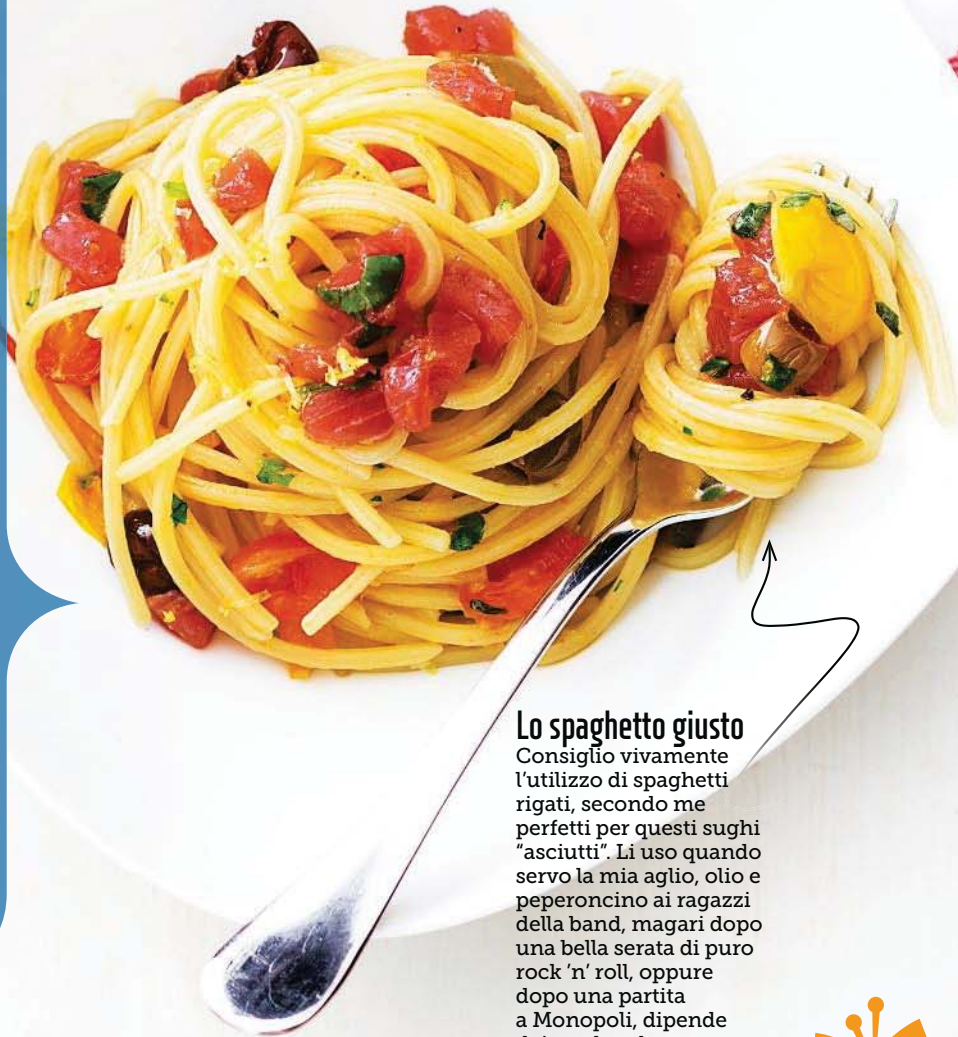 Lo spaghetto giusto
Consiglio vivamente
l’utilizzo di spaghetti
rigati, secondo me
perfetti per questi sughi
“asciutti”. Li uso quando
servo la mia aglio, olio e
peperoncino ai ragazzi
della band, magari dopo
una bella serata di puro
rock ’n’ roll, oppure
dopo una partita
a Monopoli, dipende